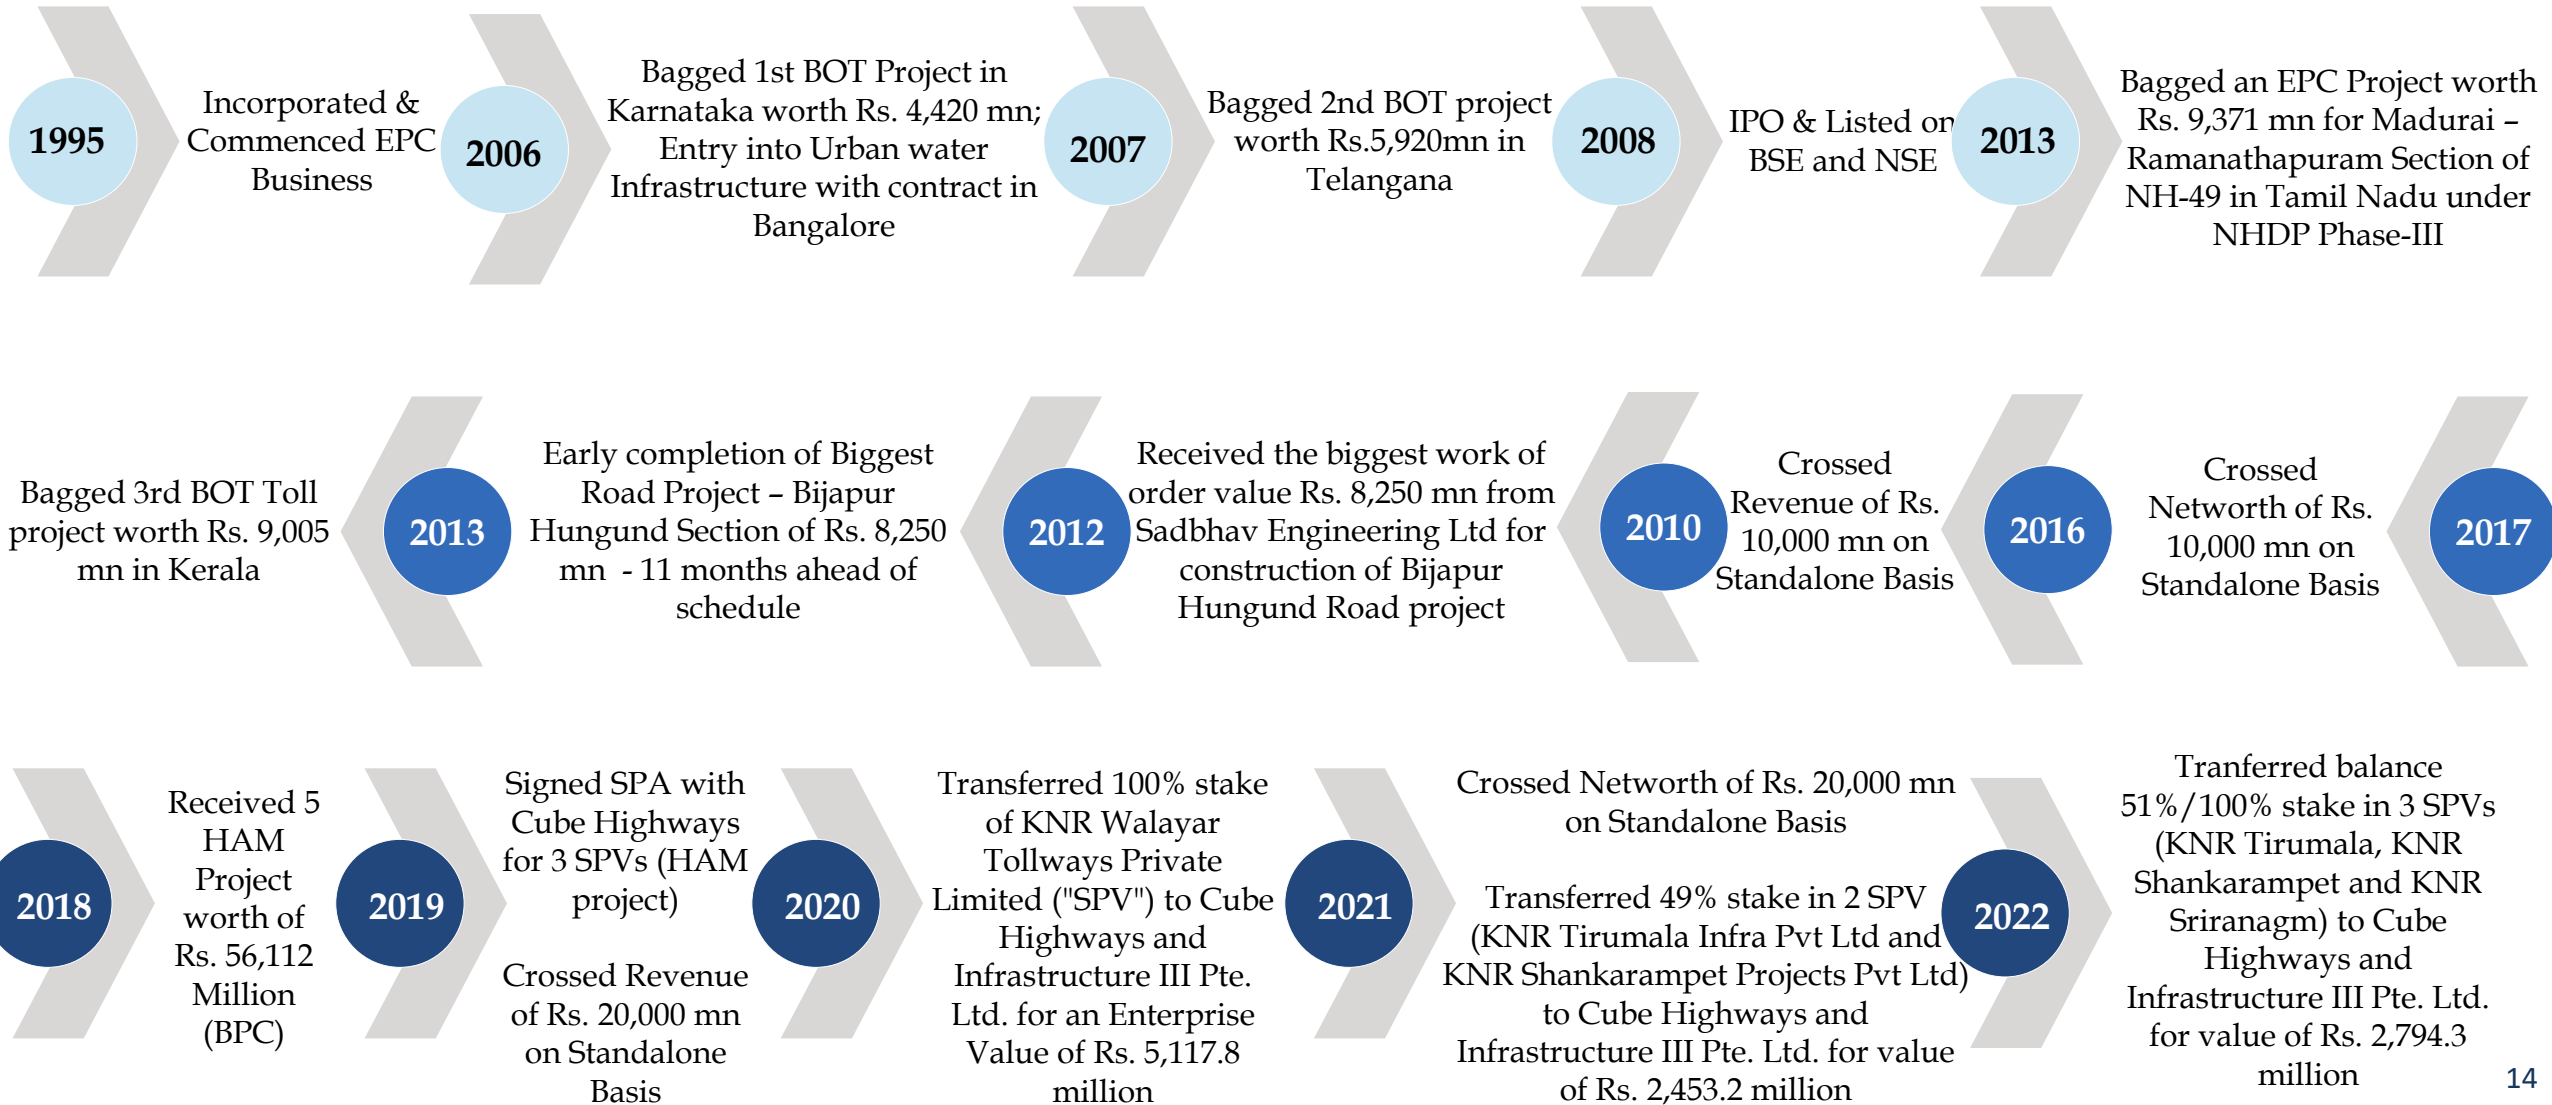 1995
Incorporated &
Commenced EPC
Business
2006
Bagged 1st BOT Project in
Karnataka worth Rs. 4,420 mn;
Entry into Urban water
Infrastructure with contract in
Bangalore
2007
Bagged 2nd BOT project
worth Rs.5,920mn in
Telangana
2008
IPO & Listed on
BSE and NSE
2013
Bagged an EPC Project worth
Rs. 9,371 mn for Madurai –
Ramanathapuram Section of
NH-49 in Tamil Nadu under
NHDP Phase-III
Bagged 3rd BOT Toll
project worth Rs. 9,005
mn in Kerala
2013
Early completion of Biggest
Road Project – Bijapur
Hungund Section of Rs. 8,250
mn - 11 months ahead of
schedule
2012
Received the biggest work of
order value Rs. 8,250 mn from
Sadbhav Engineering Ltd for
construction of Bijapur
Hungund Road project
2010
Crossed
Revenue of Rs.
10,000 mn on
Standalone Basis
2016
Crossed
Networth of Rs.
10,000 mn on
Standalone Basis
2017
2018
Received 5
HAM
Project
worth of
Rs. 56,112
Million
(BPC)
2019
Signed SPA with
Cube Highways
for 3 SPVs (HAM
project)
Crossed Revenue
of Rs. 20,000 mn
on Standalone
Basis
2020
Transferred 100% stake
of KNR Walayar
Tollways Private
Limited ("SPV") to Cube
Highways and
Infrastructure III Pte.
Ltd. for an Enterprise
Value of Rs. 5,117.8
million
2021
Crossed Networth of Rs. 20,000 mn
on Standalone Basis
Transferred 49% stake in 2 SPV
(KNR Tirumala Infra Pvt Ltd and
KNR Shankarampet Projects Pvt Ltd)
to Cube Highways and
Infrastructure III Pte. Ltd. for value
of Rs. 2,453.2 million
2022
Tranferred balance
51%/100% stake in 3 SPVs
(KNR Tirumala, KNR
Shankarampet and KNR
Sriranagm) to Cube
Highways and
Infrastructure III Pte. Ltd.
for value of Rs. 2,794.3
million
14